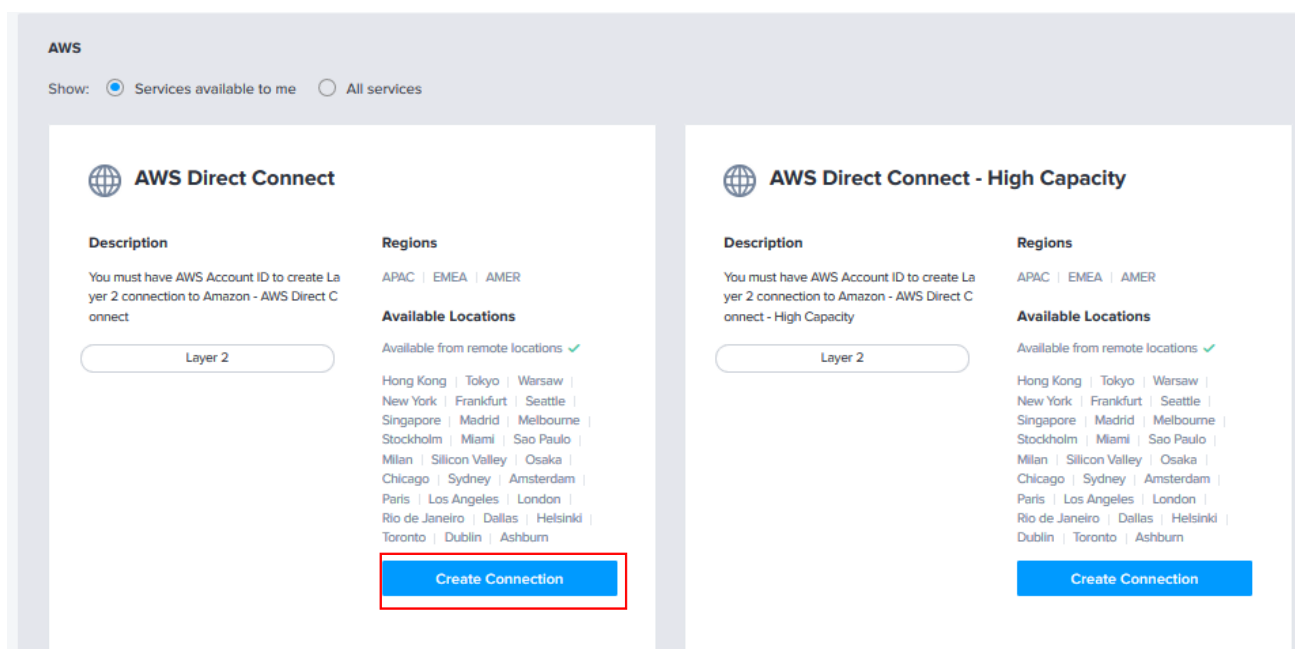 AWS
Show: Services available to me All services
AWS Direct Connect
Description
You must have AWS Account ID to create La
yer 2 connection to Amazon - AWS Direct C
onnect
Layer 2
Regions
APAC | EMEA | AMER
Available Locations
Available from remote locations ✓
Hong Kong | Tokyo | Warsaw |
New York | Frankfurt | Seattle |
Singapore | Madrid | Melbourne |
Stockholm | Miami | Sao Paulo |
Milan | Silicon Valley | Osaka |
Chicago | Sydney | Amsterdam |
Paris | Los Angeles | London |
Rio de Janeiro | Dallas | Helsinki |
Toronto | Dublin | Ashburn
Create Connection
AWS Direct Connect - High Capacity
Description
You must have AWS Account ID to create La
yer 2 connection to Amazon - AWS Direct C
onnect - High Capacity
Layer 2
Regions
APAC | EMEA | AMER
Available Locations
Available from remote locations ✓
Hong Kong | Tokyo | Warsaw |
New York | Frankfurt | Seattle |
Singapore | Madrid | Melbourne |
Stockholm | Miami | Sao Paulo |
Milan | Silicon Valley | Osaka |
Chicago | Sydney | Amsterdam |
Paris | Los Angeles | London |
Rio de Janeiro | Dallas | Helsinki |
Dublin | Toronto | Ashburn
Create Connection